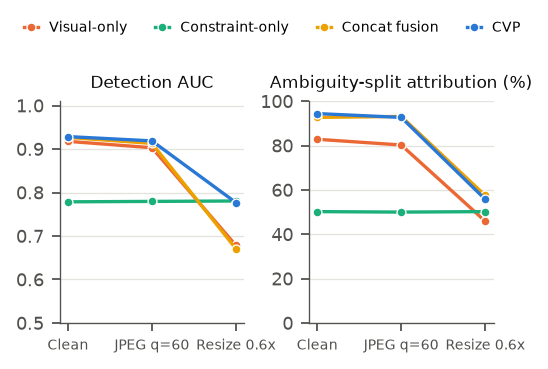 Visual-only Constraint-only Concat fusion CVP
Detection AUC
1.0
0.9
0.8
0.7
0.6
0.5
Clean JPEG q=60 Resize 0.6x
Ambiguity-split attribution (%)
100
80
60
40
20
0
Clean JPEG q=60 Resize 0.6x